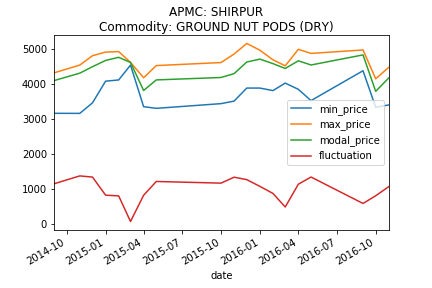 APMC: SHIRPUR
Commodity: GROUND NUT PODS (DRY)
5000
4000
3000
2000
1000
0
min_price
max_price
modal_price
fluctuation
2014-10
2015-01
2015-04
2015-07
2015-10
2016-01
2016-04
2016-07
2016-10
date